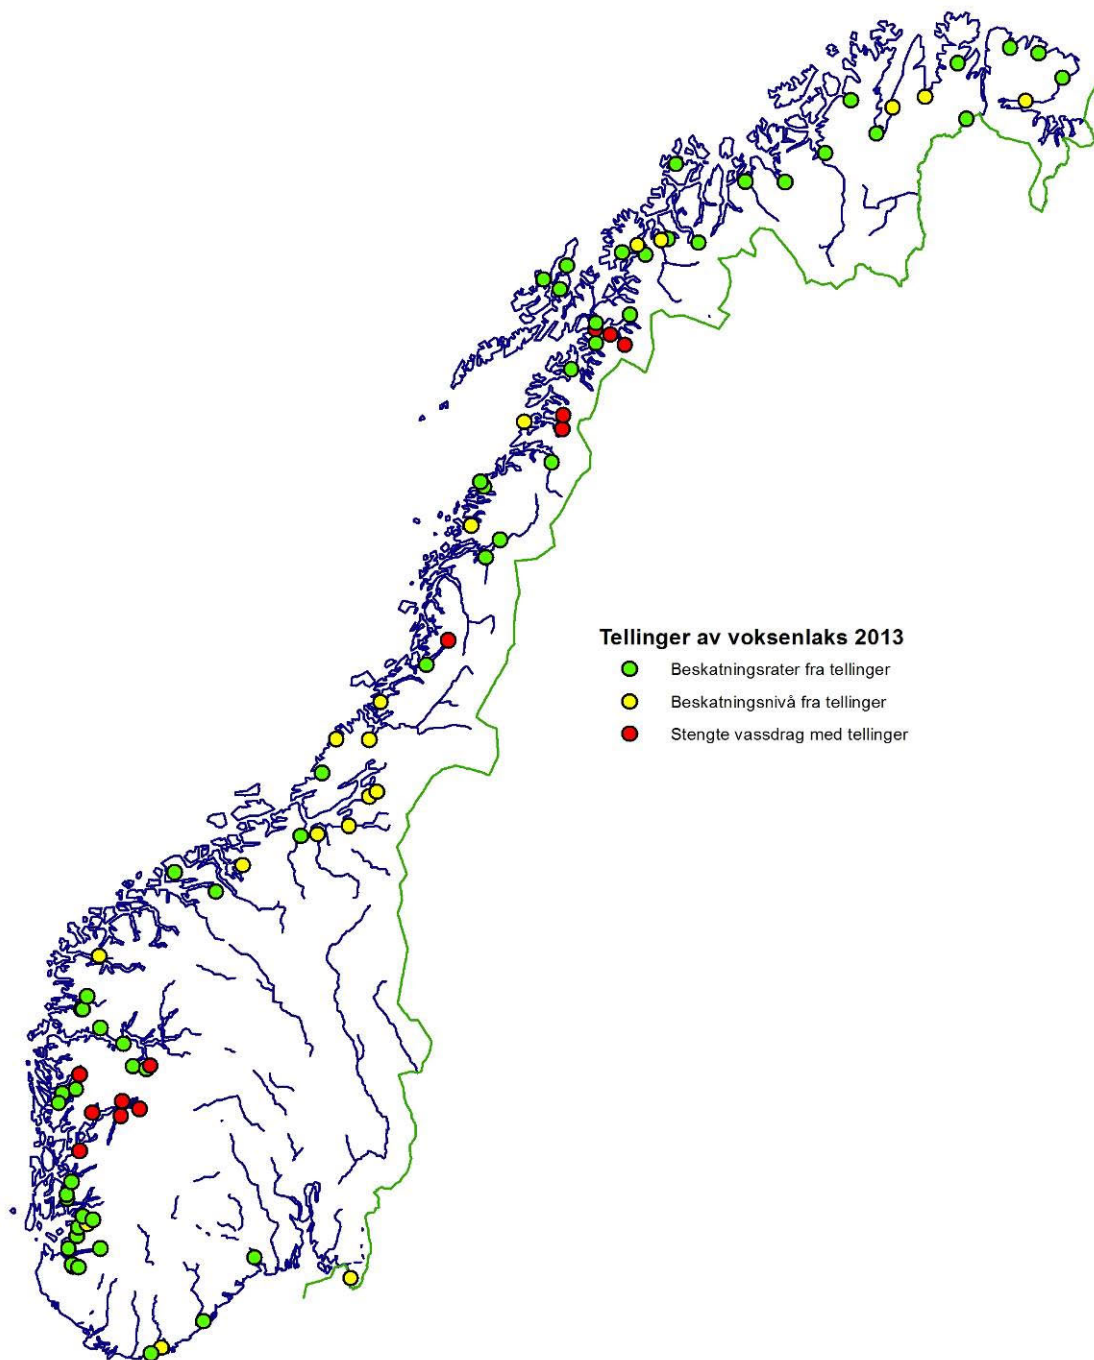 Tellinger av voksenlaks 2013
Beskatningsrater fra tellinger
Beskatningsnivå fra tellinger
Stengte vassdrag med tellinger